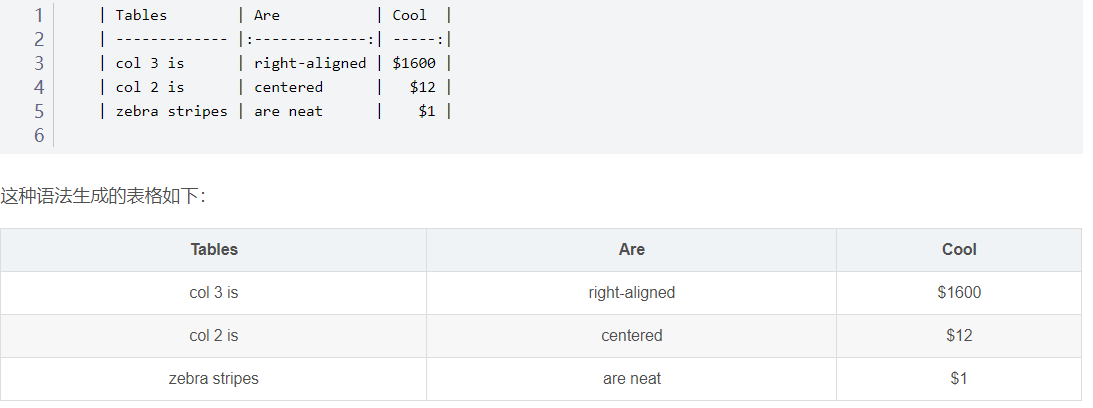 1 | Tables        | Are           | Cool  |
2 | ------------- |:-------------:| -----:|
3 | col 3 is      | right-aligned | $1600 |
4 | col 2 is      | centered      |   $12 |
5 | zebra stripes | are neat      |    $1 |
6
这种语法生成的表格如下：
Tables Are Cool
col 3 is right-aligned $1600
col 2 is centered $12
zebra stripes are neat $1